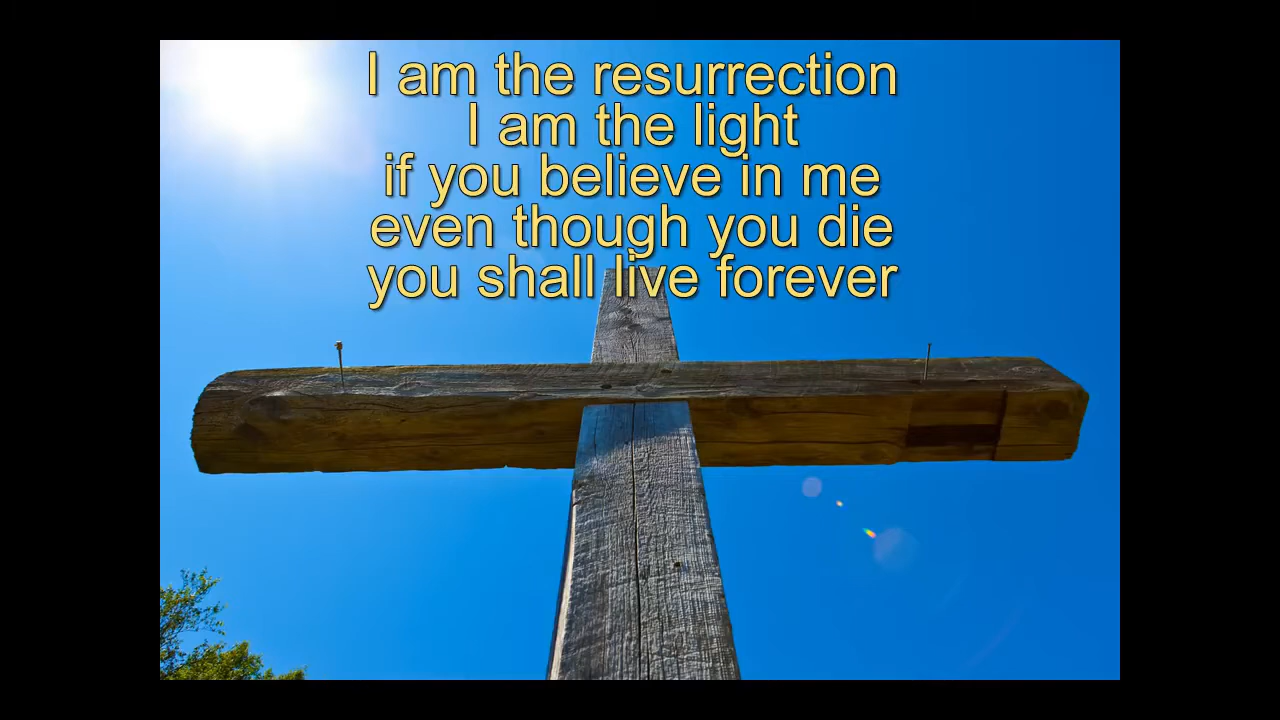 I am the resurrection
I am the light
if you believe in me
even though you die
you shall live forever